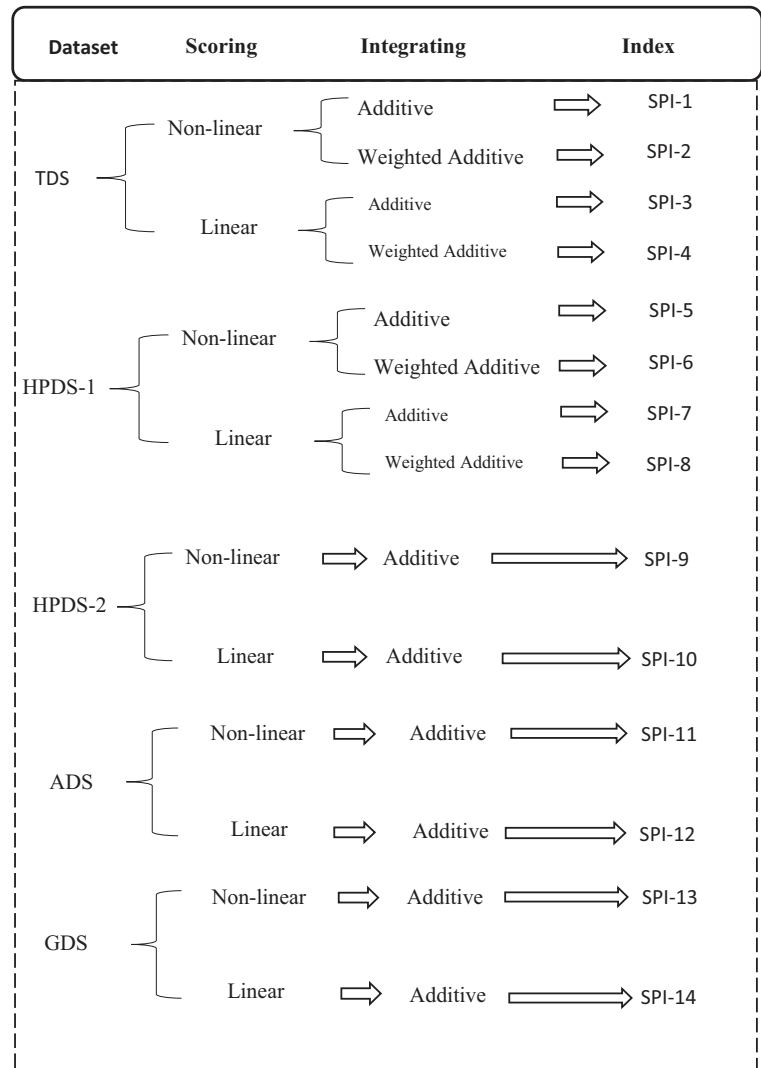 Dataset Scoring Integrating Index
Non-linear Additive SPI-1
Weighted Additive SPI-2
TDS
Additive SPI-3
Linear
Weighted Additive SPI-4
Additive SPI-5
Non-linear
Weighted Additive SPI-6
HPDS-1
Additive SPI-7
Linear
Weighted Additive SPI-8
Non-linear Additive SPI-9
HPDS-2
Linear Additive SPI-10
Non-linear Additive SPI-11
ADS
Linear Additive SPI-12
Non-linear Additive SPI-13
GDS
Linear Additive SPI-14